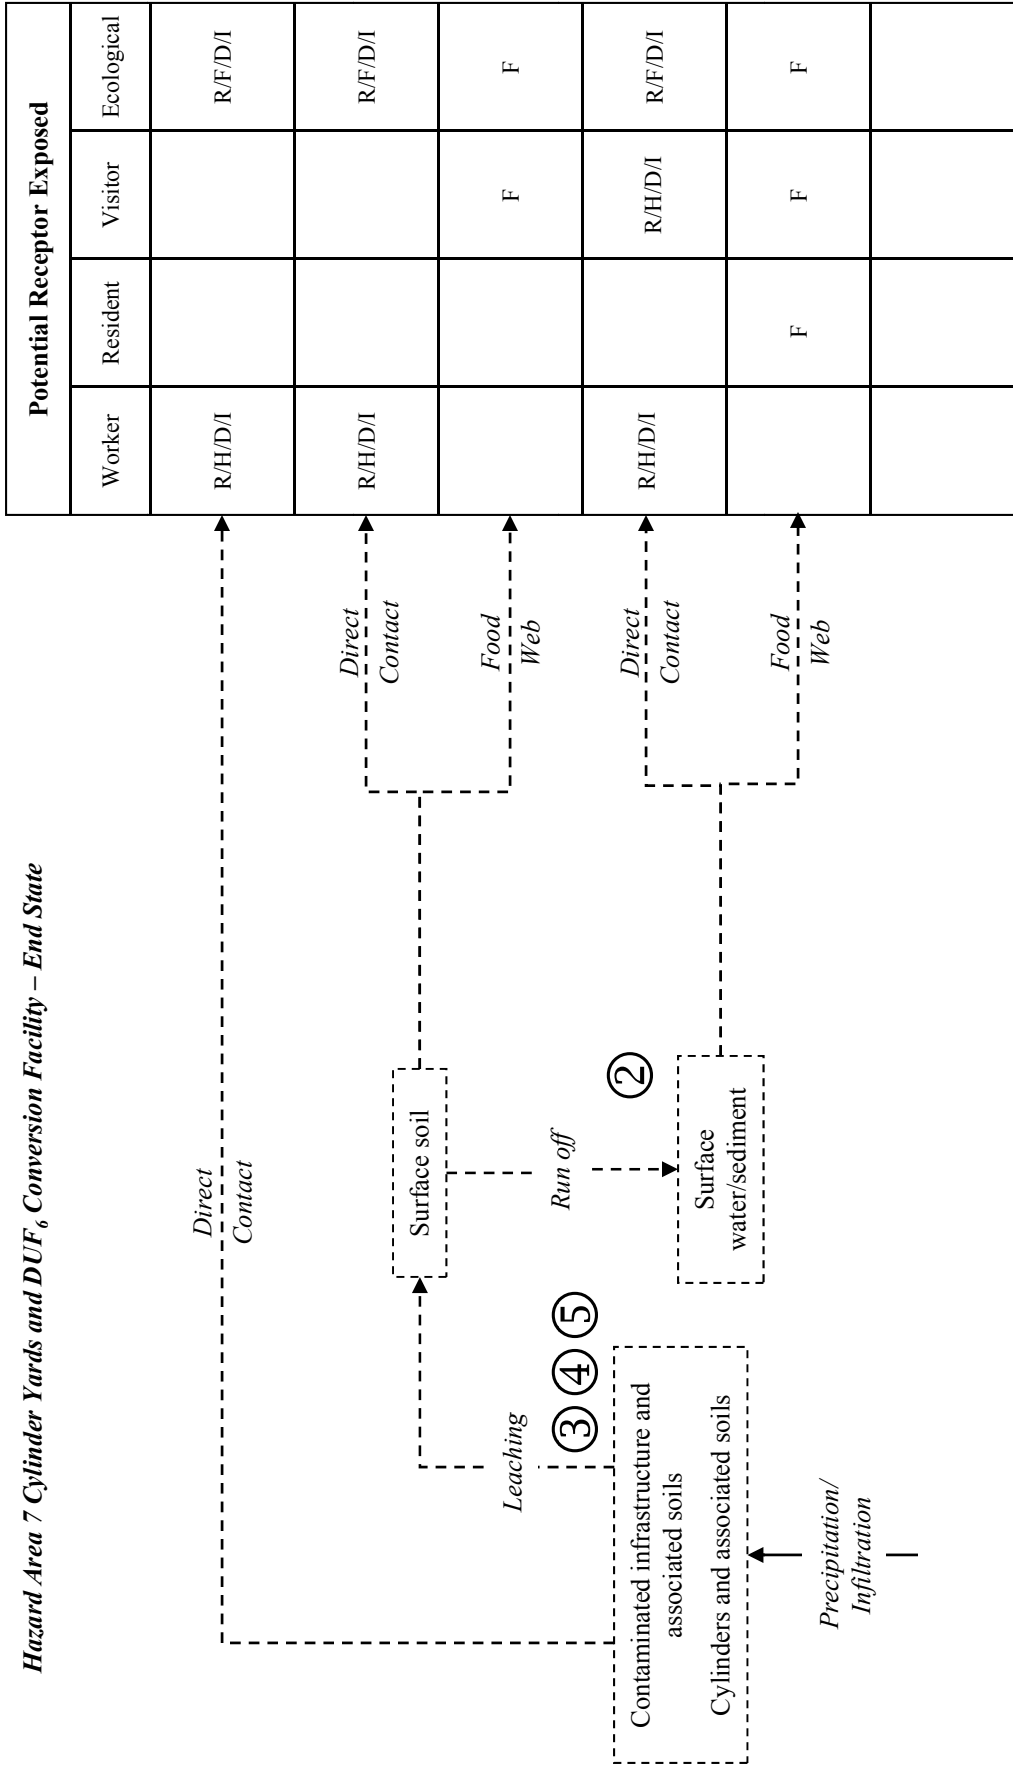 Hazard Area 7 Cylinder Yards and DUF₆ Conversion Facility – End State
Potential Receptor Exposed
Worker Resident Visitor Ecological
Direct
Contact
R/H/D/I R/F/D/I
Surface soil
Direct
Contact
R/H/D/I R/F/D/I
Food
Web
F F
Leaching
③ ④ ⑤
Run off
②
Contaminated infrastructure and
associated soils
Cylinders and associated soils
Surface
water/sediment
Direct
Contact
R/H/D/I R/H/D/I R/F/D/I
Food
Web
F F F
Precipitation/
Infiltration